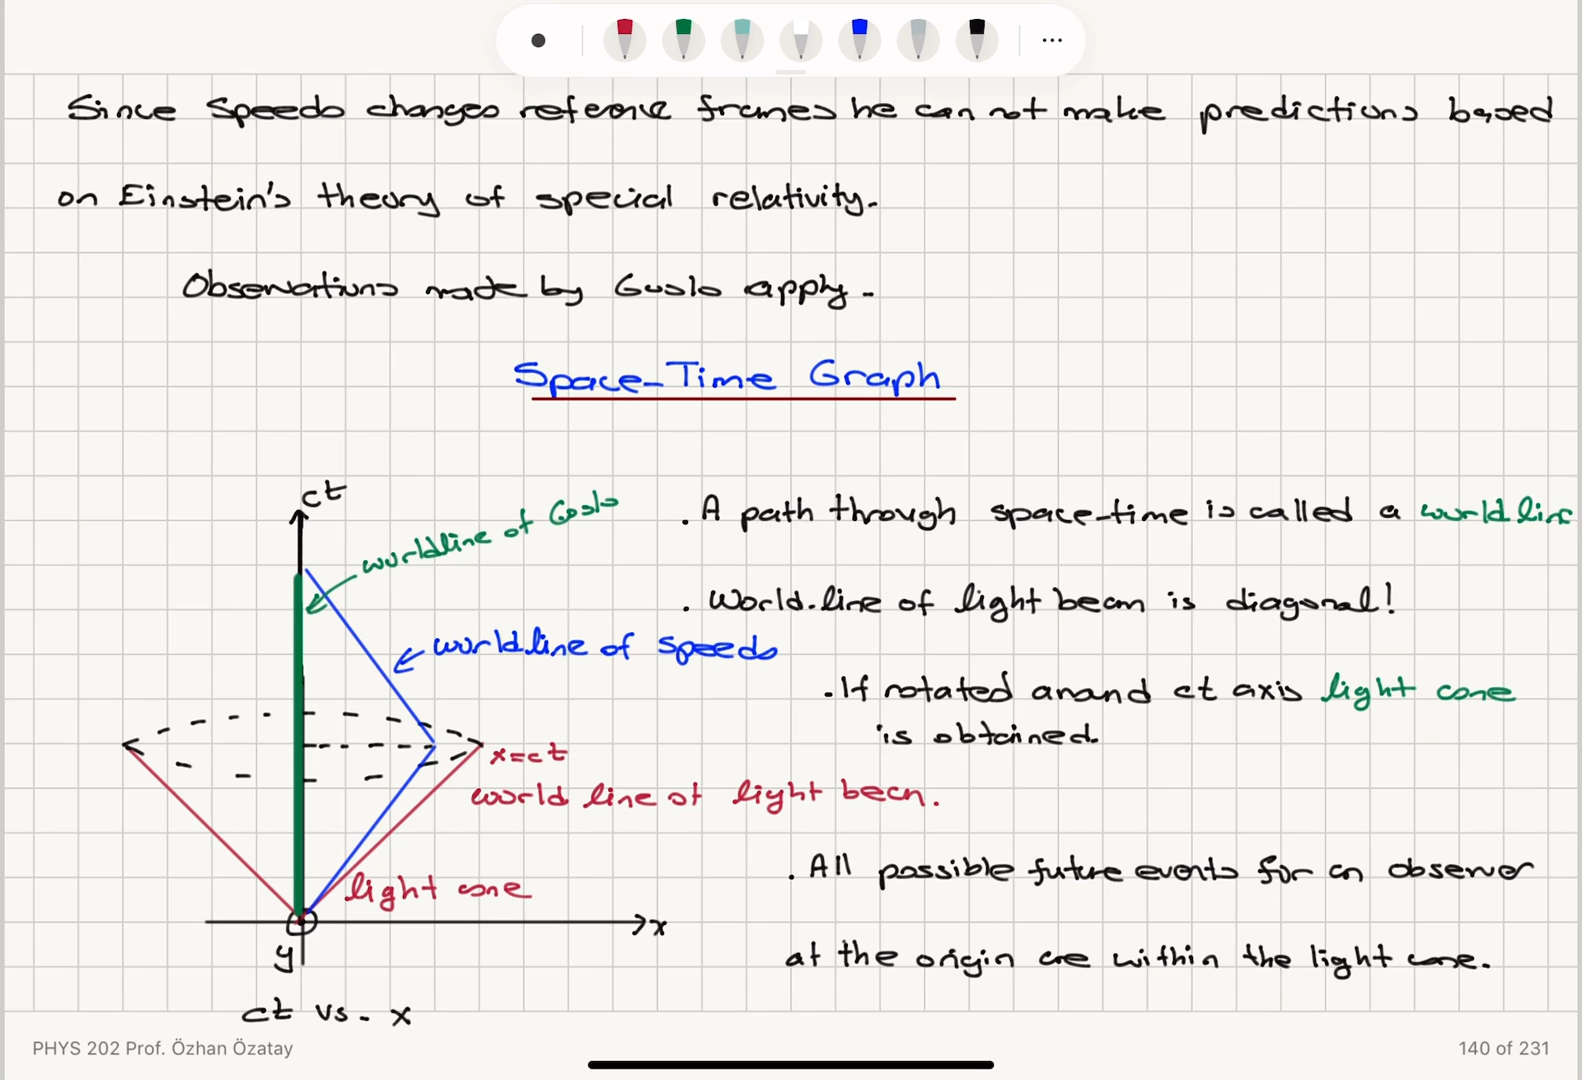 Since Speedo changes reference frames he can not make predictions based
on Einstein's theory of special relativity.
Observations made by Goslo apply.
Space-Time Graph
ct
worldline of Goslo
. A path through space-time is called a world line
. World-line of light beam is diagonal!
worldline of speedo
. If rotated around ct axis light cone
is obtained.
x=ct
world line of light beam.
light cone
. All possible future events for an observer
x
y
at the origin are within the light cone.
ct vs. x
PHYS 202 Prof. Özhan Özatay
140 of 231